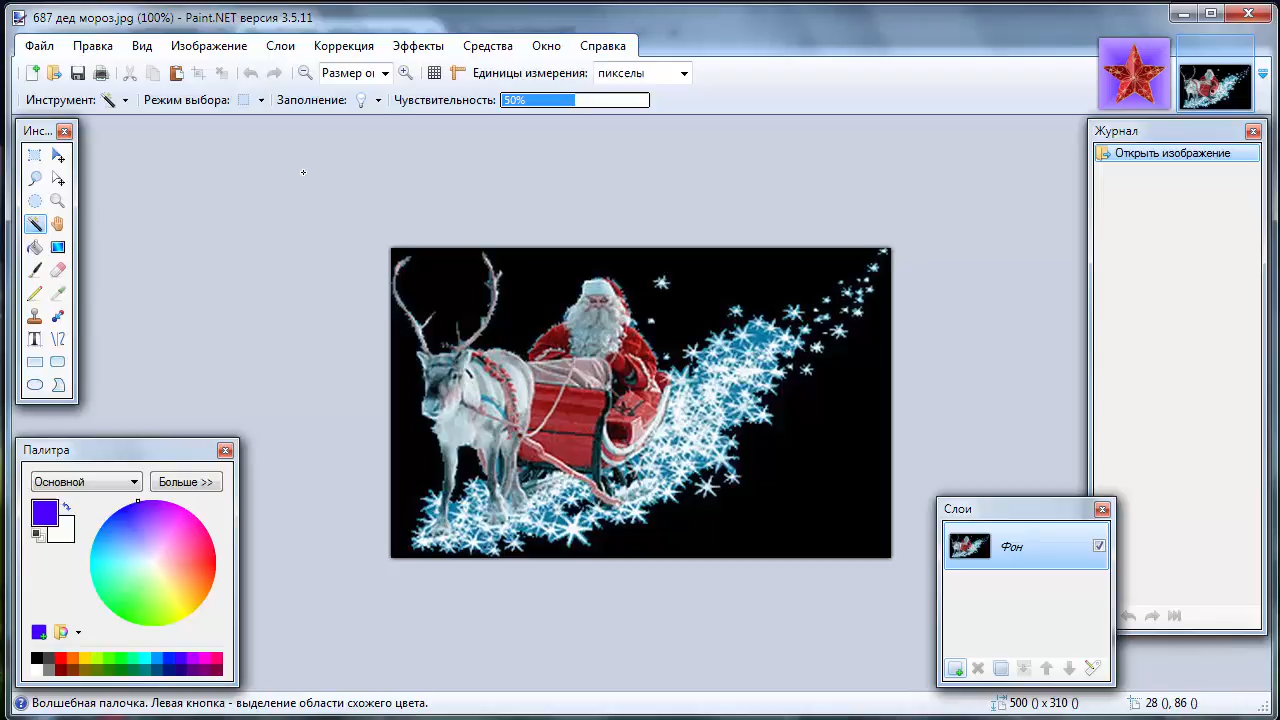 687 дед мороз.jpg (100%) - Paint.NET версия 3.5.11
Файл Правка Вид Изображение Слои Коррекция Эффекты Средства Окно Справка
Размер о Единицы измерения: пикселы
Инструмент: Режим выбора: Заполнение: Чувствительность: 50%
Инс...
Журнал
Открыть изображение
Палитра
Основной Больше >>
Слои
Фон
Волшебная палочка. Левая кнопка - выделение области схожего цвета.
500 () x 310 () 28 (), 86 ()